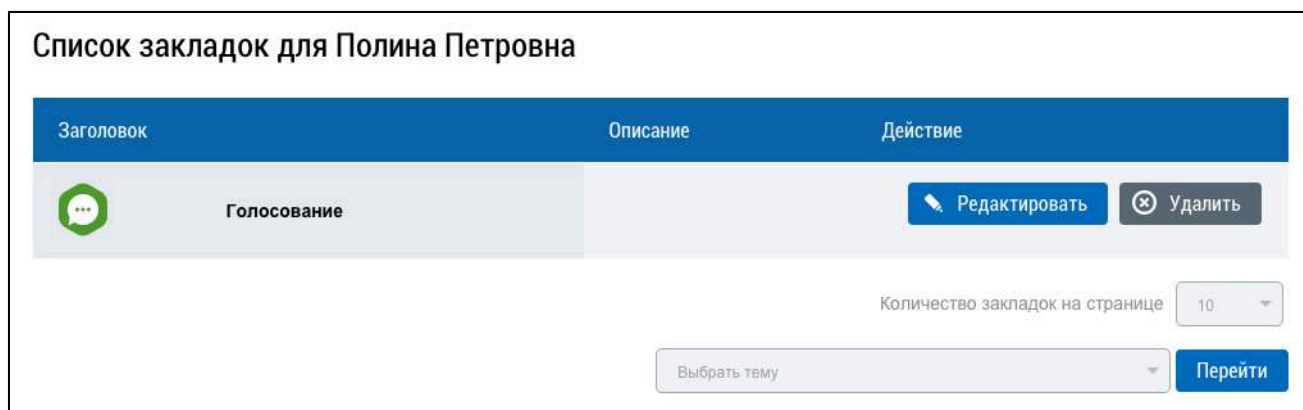 Список закладок для Полина Петровна
Заголовок Описание Действие
Голосование Редактировать Удалить
Количество закладок на странице 10
Выбрать тему Перейти